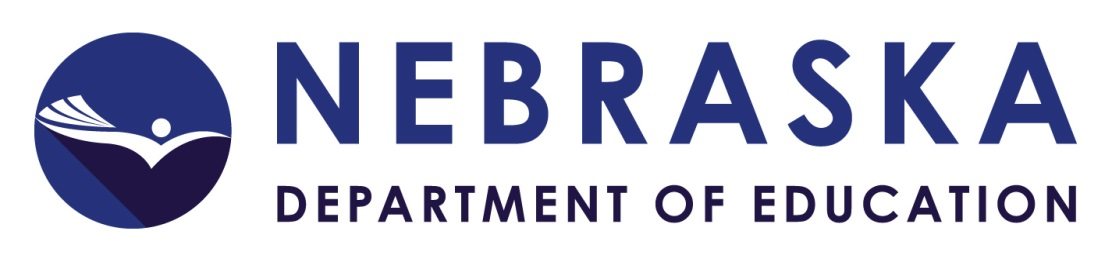 NEBRASKA
DEPARTMENT OF EDUCATION